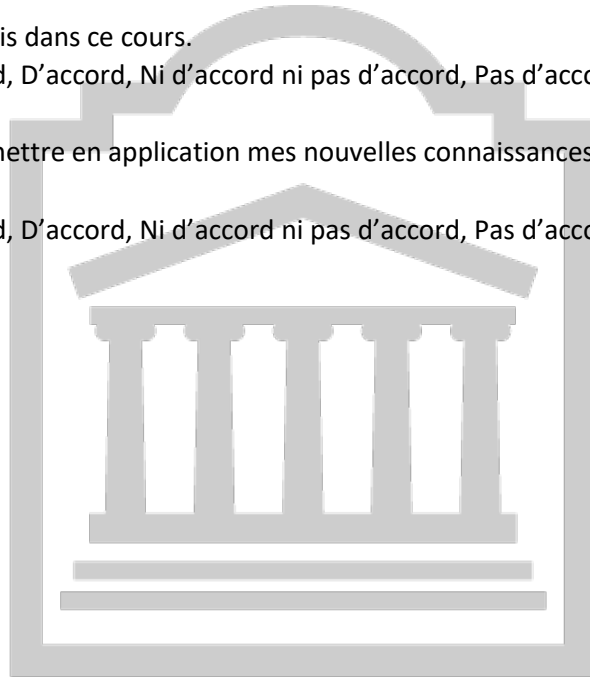 is dans ce cours.
d, D’accord, Ni d’accord ni pas d’accord, Pas d’acco
mettre en application mes nouvelles connaissances
d, D’accord, Ni d’accord ni pas d’accord, Pas d’acco